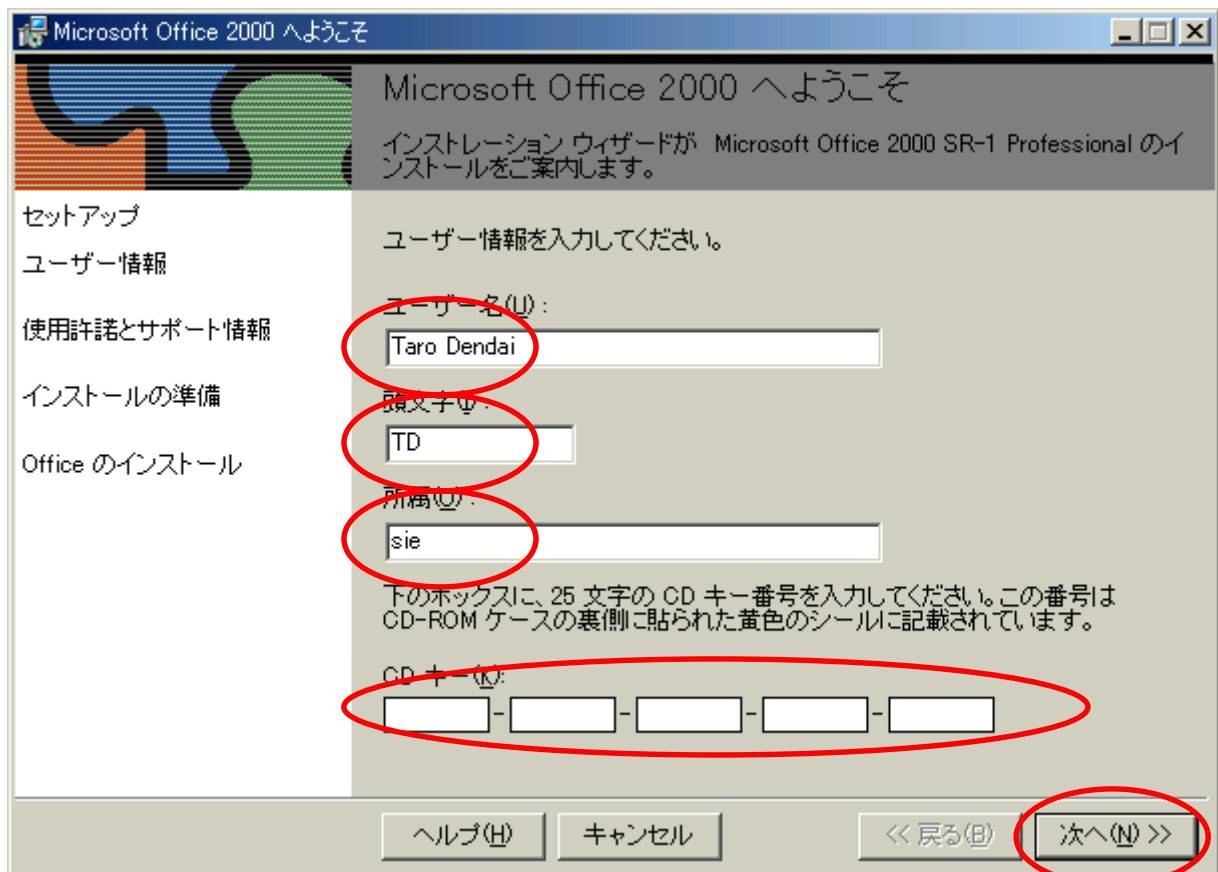 Microsoft Office 2000 へようこそ
Microsoft Office 2000 へようこそ
インストレーション ウィザードが Microsoft Office 2000 SR-1 Professional のイ
ンストールをご案内します。
セットアップ
ユーザー情報
使用許諾とサポート情報
インストールの準備
Office のインストール
ユーザー情報を入力してください。
ユーザー名(U) :
Taro Dendai
頭文字(I) :
TD
所属(O) :
sie
下のボックスに、25 文字の CD キー番号を入力してください。この番号は
CD-ROM ケースの裏側に貼られた黄色のシールに記載されています。
CD キー(K):
- - - -
ヘルプ(H) キャンセル << 戻る(B) 次へ(N) >>